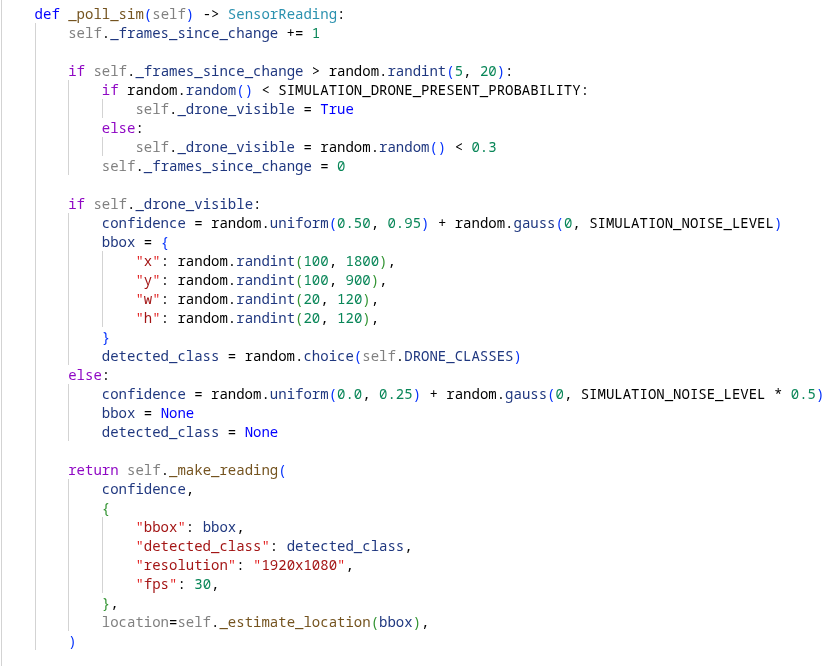 def _poll_sim(self) -> SensorReading:
    self._frames_since_change += 1

    if self._frames_since_change > random.randint(5, 20):
        if random.random() < SIMULATION_DRONE_PRESENT_PROBABILITY:
            self._drone_visible = True
        else:
            self._drone_visible = random.random() < 0.3
        self._frames_since_change = 0

    if self._drone_visible:
        confidence = random.uniform(0.50, 0.95) + random.gauss(0, SIMULATION_NOISE_LEVEL)
        bbox = {
            "x": random.randint(100, 1800),
            "y": random.randint(100, 900),
            "w": random.randint(20, 120),
            "h": random.randint(20, 120),
        }
        detected_class = random.choice(self.DRONE_CLASSES)
    else:
        confidence = random.uniform(0.0, 0.25) + random.gauss(0, SIMULATION_NOISE_LEVEL * 0.5)
        bbox = None
        detected_class = None

    return self._make_reading(
        confidence,
        {
            "bbox": bbox,
            "detected_class": detected_class,
            "resolution": "1920x1080",
            "fps": 30,
        },
        location=self._estimate_location(bbox),
    )